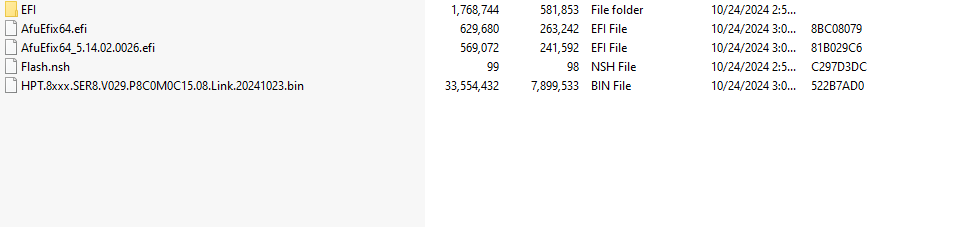 EFI 1,768,744 581,853 File folder 10/24/2024 2:5...
AfuEfix64.efi 629,680 263,242 EFI File 10/24/2024 3:0... 8BC08079
AfuEfix64_5.14.02.0026.efi 569,072 241,592 EFI File 10/24/2024 3:0... 81B029C6
Flash.nsh 99 98 NSH File 10/24/2024 2:5... C297D3DC
HPT.8xxx.SER8.V029.P8C0M0C15.08.Link.20241023.bin 33,554,432 7,899,533 BIN File 10/24/2024 3:0... 522B7AD0